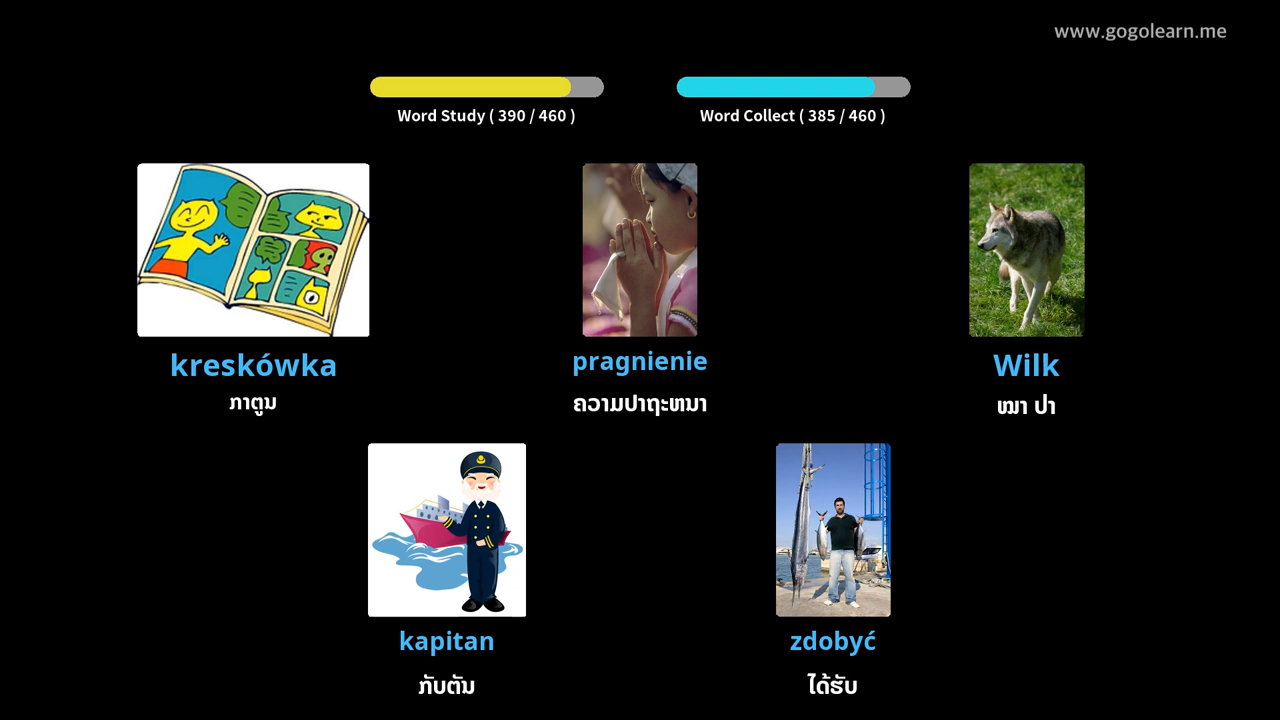 www.gogolearn.me
Word Study ( 390 / 460 )
Word Collect ( 385 / 460 )
kreskówka
ກາຕູນ
pragnienie
ຄວາມປາຖະຫນາ
Wilk
ໝາ ປ່າ
kapitan
ກັບຕັນ
zdobyć
ໄດ້ຮັບ